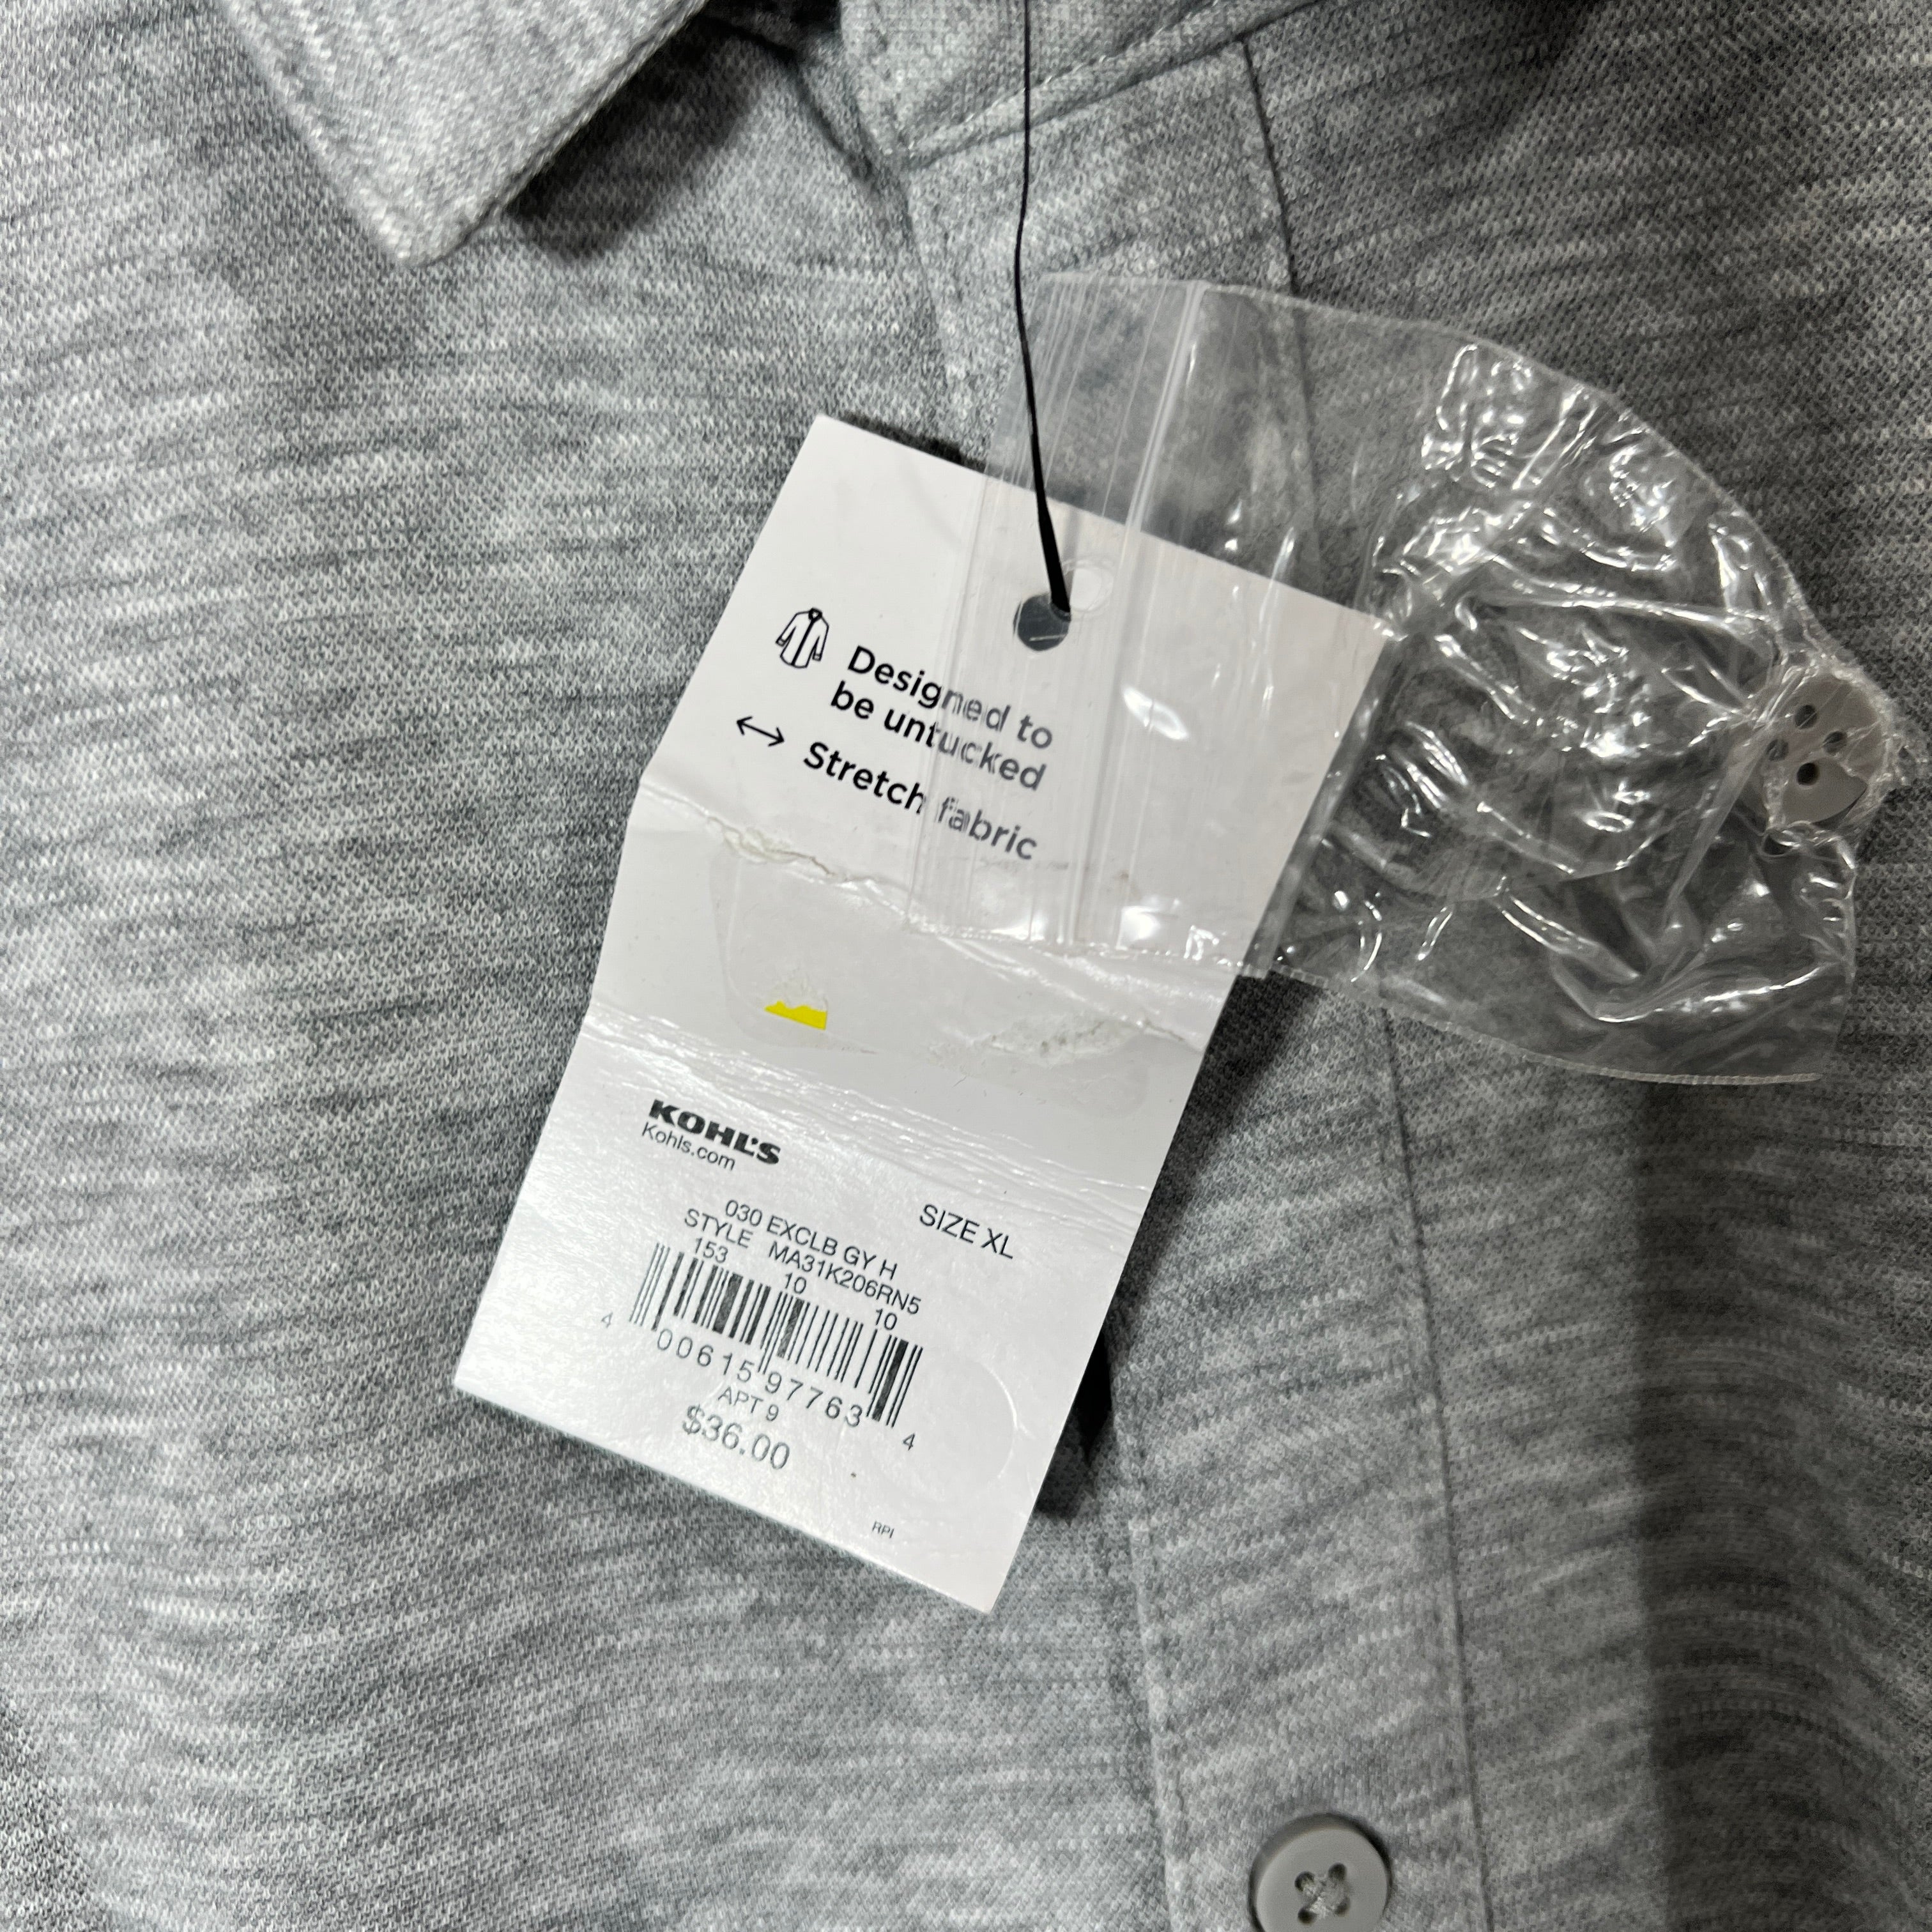 Designed to
be untucked
Stretch fabric
KOHL'S
Kohls.com
SIZE XL
030 EXCLB GY H
STYLE MA31K206RN5
153 10 10
4 00615 97763 4
APT 9
$36.00
RPI